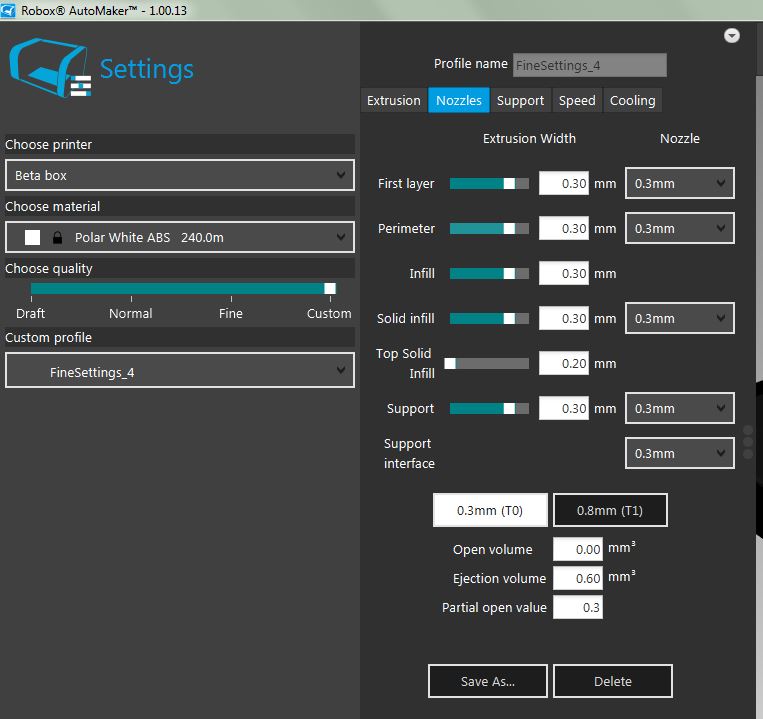 Robox® AutoMaker™ - 1.00.13
Settings
Choose printer
Beta box
Choose material
Polar White ABS 240.0m
Choose quality
Draft Normal Fine Custom
Custom profile
FineSettings_4
Profile name FineSettings_4
Extrusion Nozzles Support Speed Cooling
Extrusion Width Nozzle
First layer 0.30 mm 0.3mm
Perimeter 0.30 mm 0.3mm
Infill 0.30 mm
Solid infill 0.30 mm 0.3mm
Top Solid
Infill 0.20 mm
Support 0.30 mm 0.3mm
Support
interface 0.3mm
0.3mm (T0) 0.8mm (T1)
Open volume 0.00 mm³
Ejection volume 0.60 mm³
Partial open value 0.3
Save As... Delete